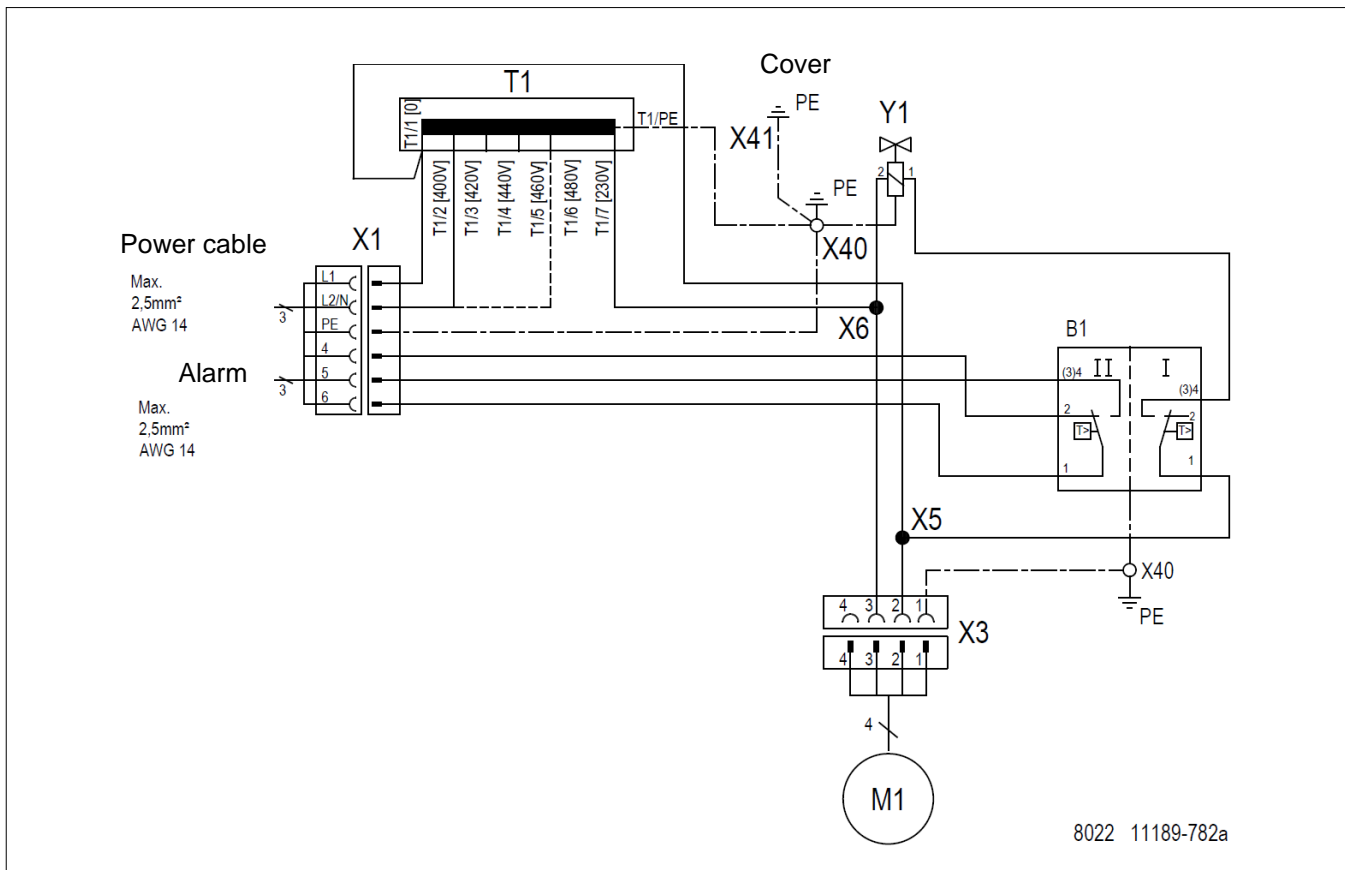 Cover
T1
PE
Y1
T1/1 [0]
T1/PE
X41
2
1
PE
T1/2 [400V]
T1/3 [420V]
T1/4 [440V]
T1/5 [460V]
T1/6 [480V]
T1/7 [230V]
X40
Power cable
X1
Max.
2,5mm²
AWG 14
L1
L2/N
3
PE
X6
B1
4
Alarm
5
3
6
Max.
2,5mm²
AWG 14
(3)4
II
I
(3)4
2
2
T>
T>
1
1
X5
X40
PE
4
3
2
1
X3
4
3
2
1
4
M1
8022 11189-782a